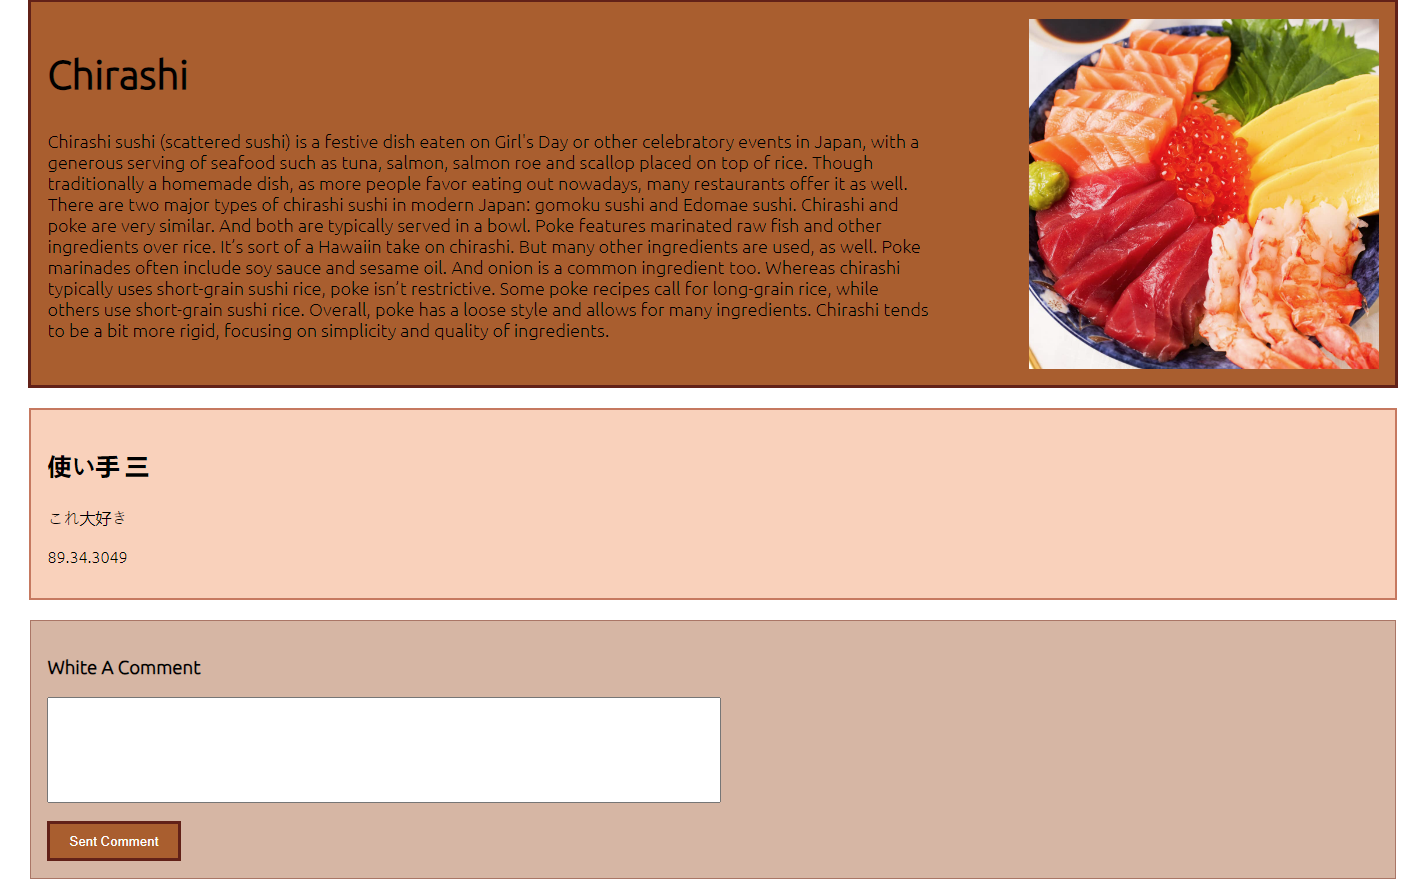 Chirashi
Chirashi sushi (scattered sushi) is a festive dish eaten on Girl's Day or other celebratory events in Japan, with a
generous serving of seafood such as tuna, salmon, salmon roe and scallop placed on top of rice. Though
traditionally a homemade dish, as more people favor eating out nowadays, many restaurants offer it as well.
There are two major types of chirashi sushi in modern Japan: gomoku sushi and Edomae sushi. Chirashi and
poke are very similar. And both are typically served in a bowl. Poke features marinated raw fish and other
ingredients over rice. It’s sort of a Hawaiin take on chirashi. But many other ingredients are used, as well. Poke
marinades often include soy sauce and sesame oil. And onion is a common ingredient too. Whereas chirashi
typically uses short-grain sushi rice, poke isn’t restrictive. Some poke recipes call for long-grain rice, while
others use short-grain sushi rice. Overall, poke has a loose style and allows for many ingredients. Chirashi tends
to be a bit more rigid, focusing on simplicity and quality of ingredients.
使い手 三
これ大好き
89.34.3049
White A Comment
Sent Comment